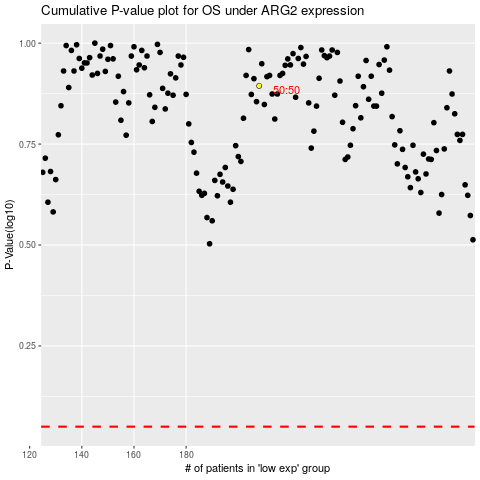 Cumulative P-value plot for OS under ARG2 expression
1.00
50:50
0.75
0.50
0.25
P-Value(log10)
120 140 160 180
# of patients in 'low exp' group